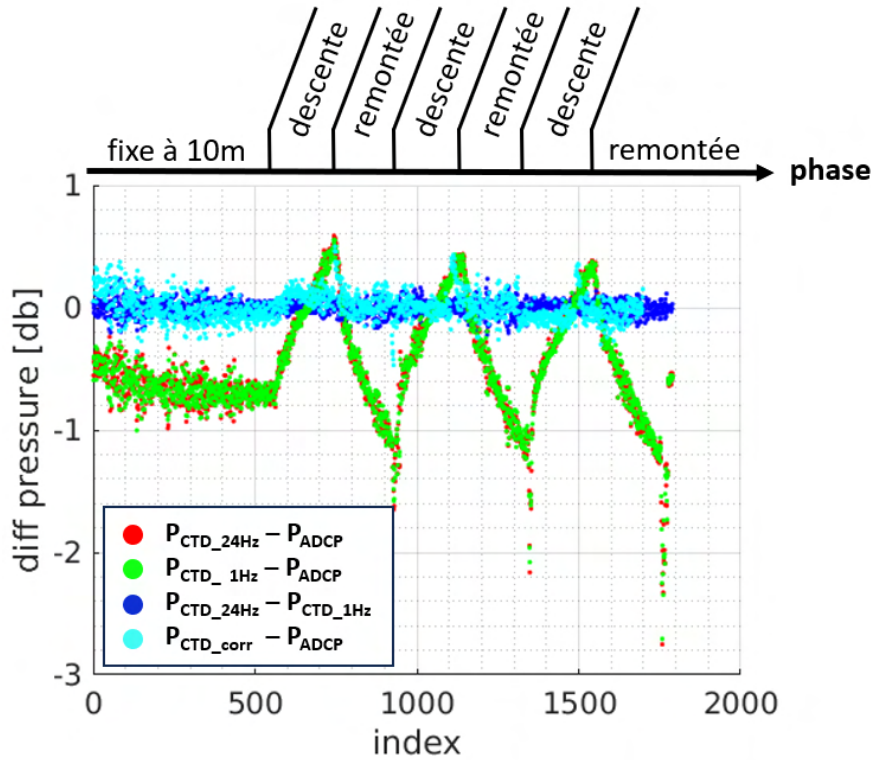 descente
remontée
descente
remontée
descente
fixe à 10m
remontée
phase
1
0
-1
-2
-3
diff pressure [db]
P_CTD_24Hz – P_ADCP
P_CTD_ 1Hz – P_ADCP
P_CTD_24Hz – P_CTD_1Hz
P_CTD_corr – P_ADCP
0 500 1000 1500 2000
index